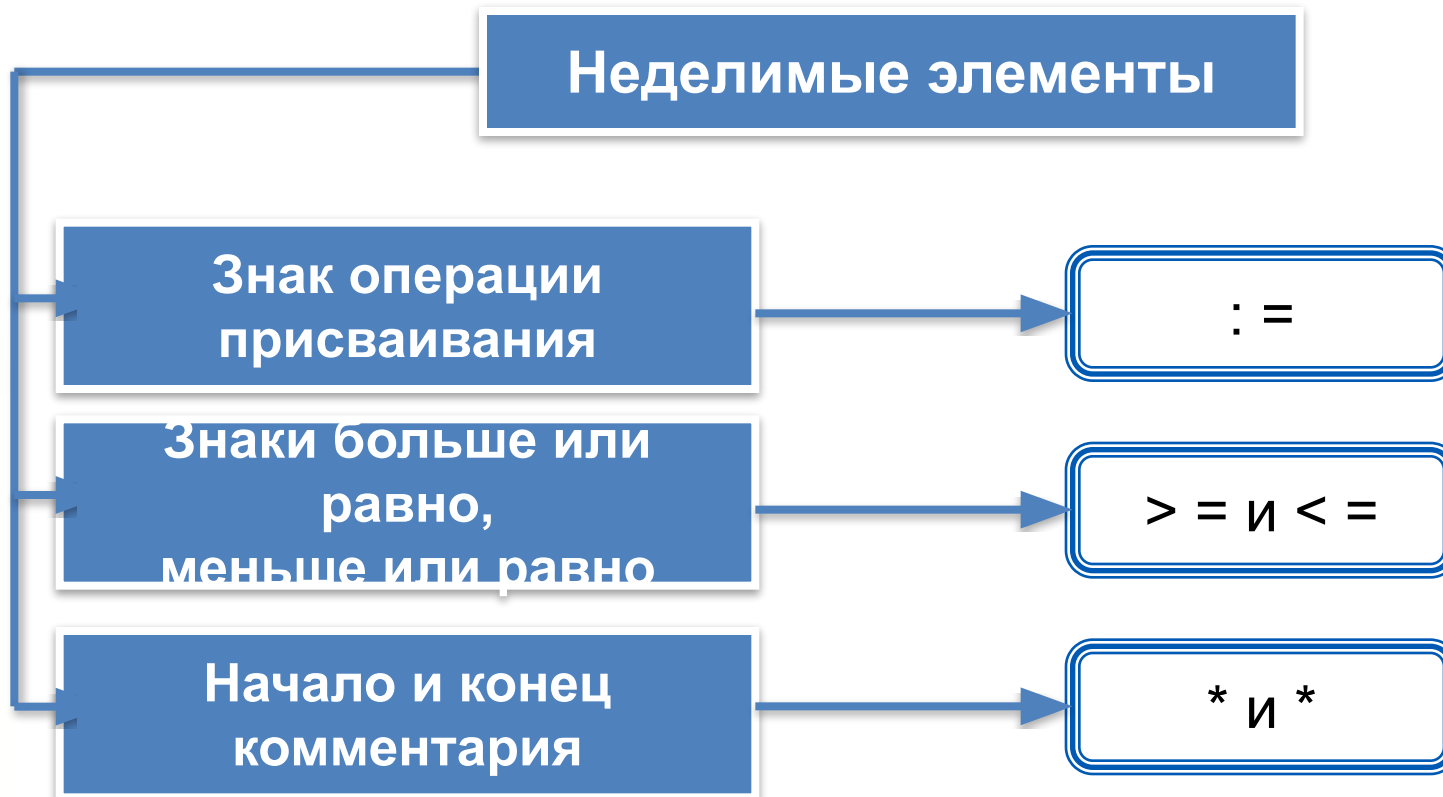 Неделимые элементы
Знак операции
присваивания
: =
Знаки больше или
равно,
меньше или равно
> = и < =
Начало и конец
комментария
* и *